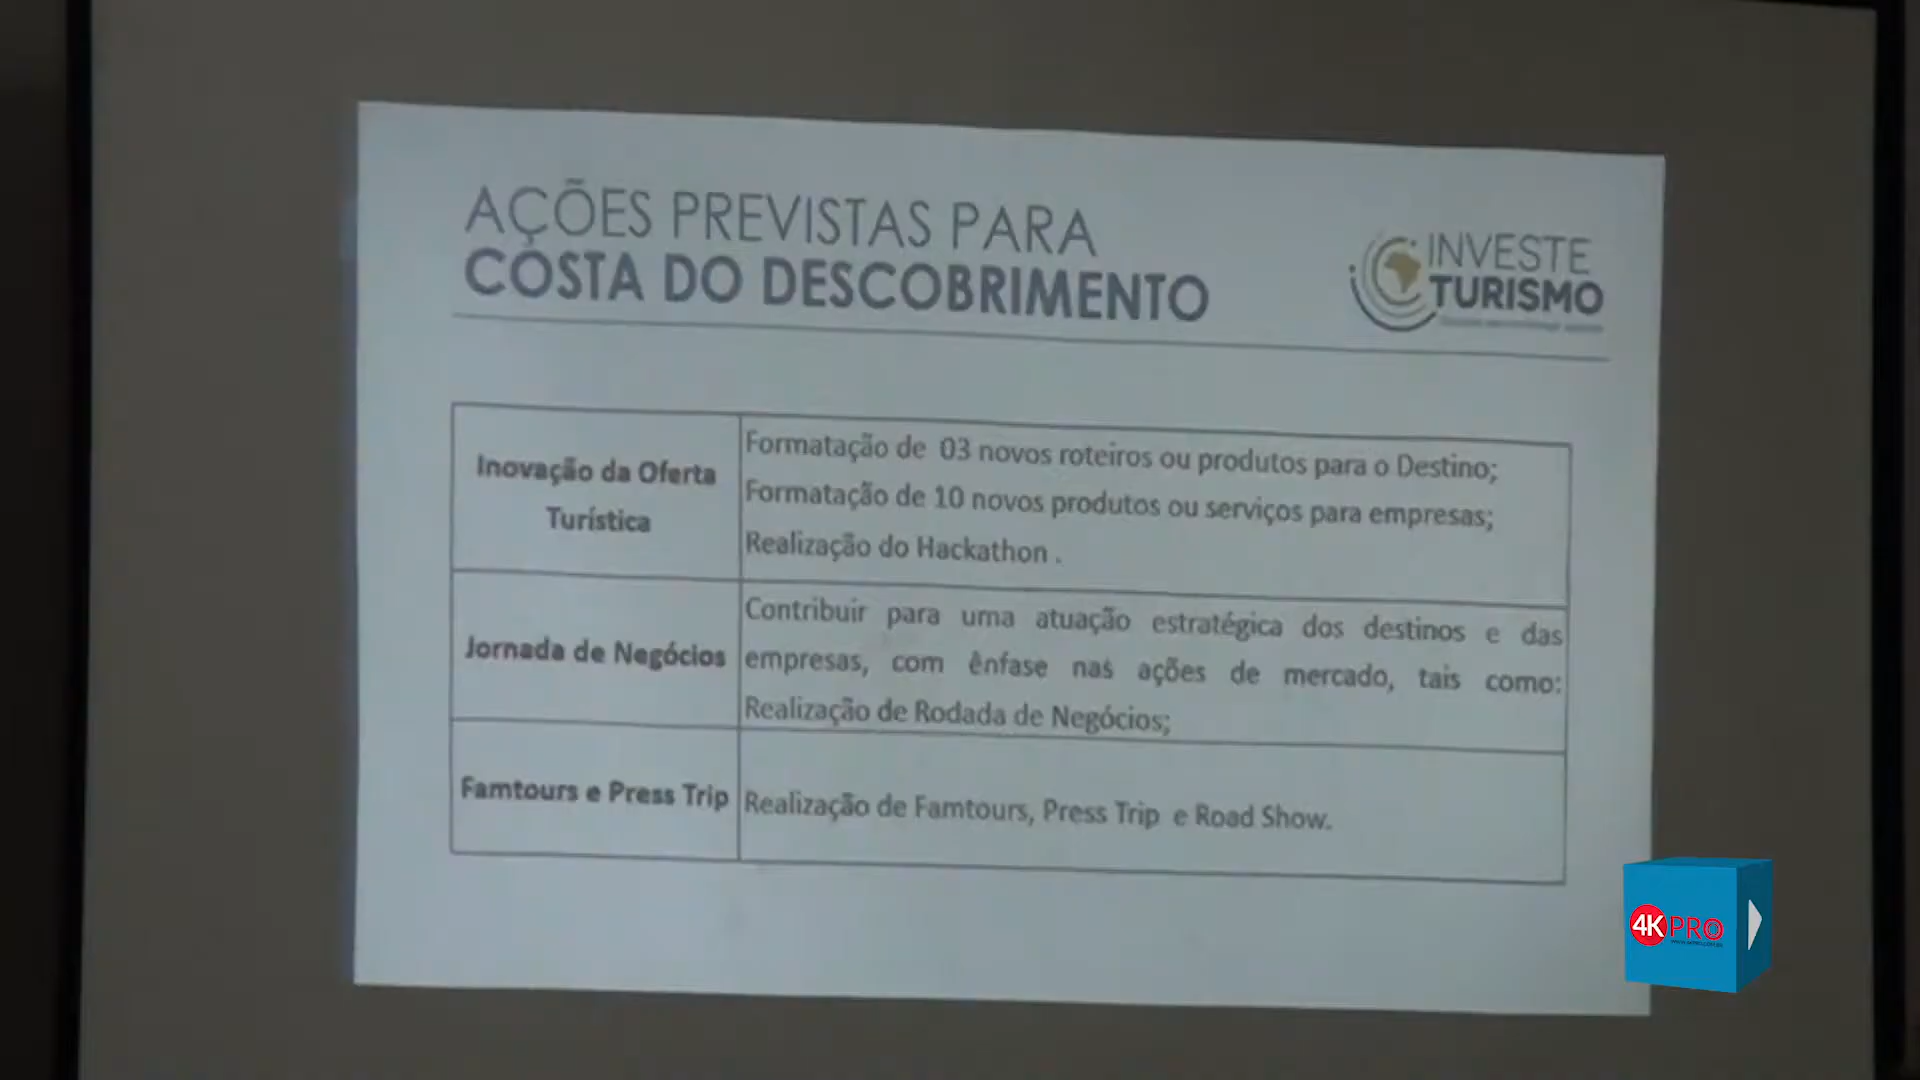 AÇÕES PREVISTAS PARA
COSTA DO DESCOBRIMENTO
INVESTE
TURISMO
Inovação da Oferta
Turística
Formatação de 03 novos roteiros ou produtos para o Destino;
Formatação de 10 novos produtos ou serviços para empresas;
Realização do Hackathon .
Jornada de Negócios
Contribuir para uma atuação estratégica dos destinos e das
empresas, com ênfase nas ações de mercado, tais como:
Realização de Rodada de Negócios;
Famtours e Press Trip
Realização de Famtours, Press Trip e Road Show.
4K PRO